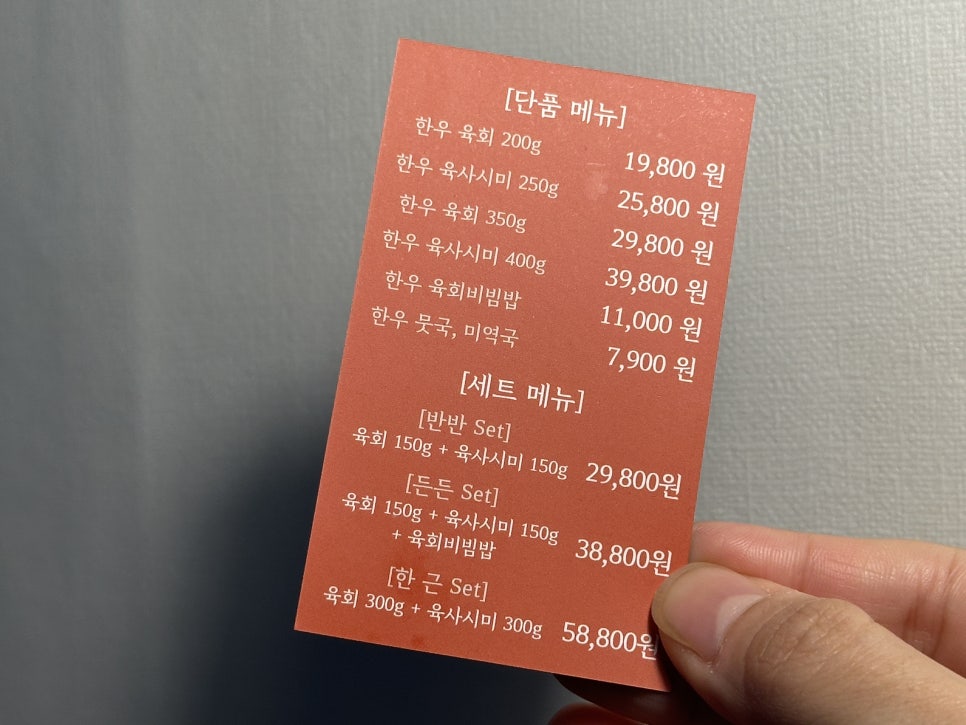 [단품 메뉴]
한우 육회 200g 19,800 원
한우 육사시미 250g 25,800 원
한우 육회 350g 29,800 원
한우 육사시미 400g 39,800 원
한우 육회비빔밥 11,000 원
한우 뭇국, 미역국 7,900 원
[세트 메뉴]
[반반 Set]
육회 150g + 육사시미 150g 29,800원
[든든 Set]
육회 150g + 육사시미 150g
+ 육회비빔밥 38,800원
[한 근 Set]
육회 300g + 육사시미 300g 58,800원